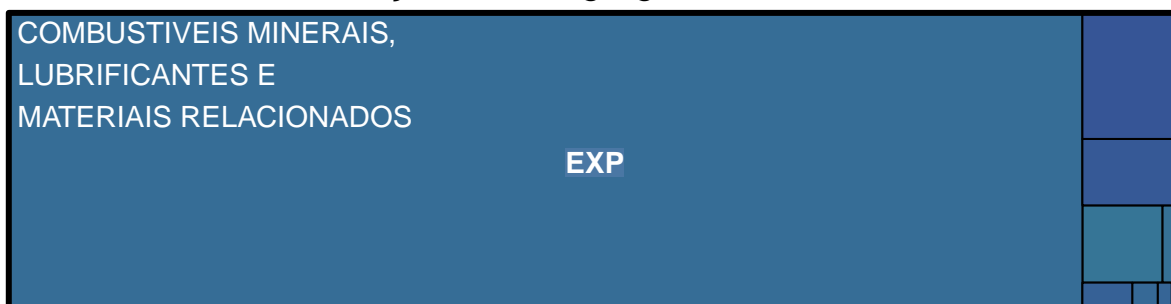 COMBUSTIVEIS MINERAIS,
LUBRIFICANTES E
MATERIAIS RELACIONADOS
EXP